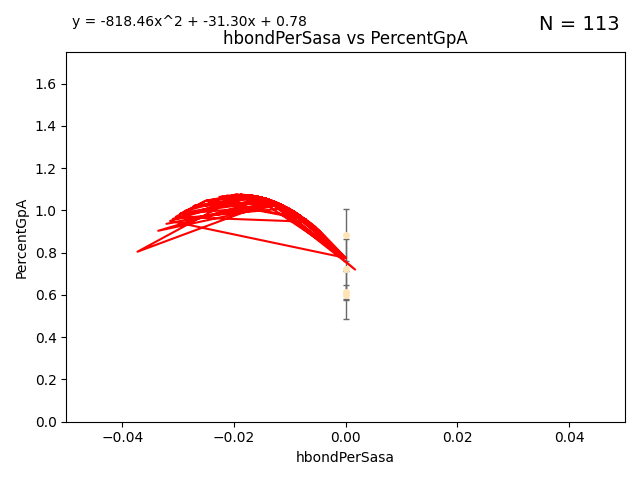 y = -818.46x^2 + -31.30x + 0.78
N = 113
hbondPerSasa vs PercentGpA
1.6
1.4
1.2
1.0
0.8
0.6
0.4
0.2
0.0
PercentGpA
−0.04 −0.02 0.00 0.02 0.04
hbondPerSasa